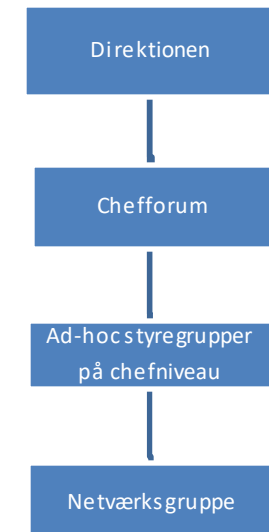 Direktionen
Chefforum
Ad-hoc styregrupper
på chefniveau
Netværksgruppe